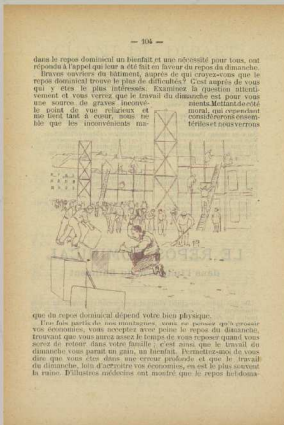 — 104 —
dans le repos dominical un bienfait et une nécessité pour tous, ont
répondu à l'appel qui leur a été fait en faveur du repos du dimanche.
Braves ouvriers du bâtiment, auprès de qui croyez-vous que le
repos dominical trouve le plus de difficultés? C'est auprès de vous
qui y êtes le plus intéressés. Examinez la question attenti-
vement et vous verrez que le travail du dimanche est pour vous
une source de graves inconvé-
nients. Mettant de côté
le point de vue religieux et
moral, qui cependant
me tient tant à cœur, nous
considérerons ensem-
ble que les inconvénients ma-
tériels et nous verrons
que du repos dominical dépend votre bien physique.
Une fois partis de vos montagnes, vous ne pensez qu'à grossir
vos économies, vous acceptez avec peine le repos du dimanche,
trouvant que vous aurez assez le temps de vous reposer quand vous
serez de retour dans votre famille; c'est ainsi que le travail du
dimanche vous paraît un gain, un bienfait. Permettez-moi de vous
dire que vous êtes dans une erreur profonde et que le travail
du dimanche, loin d'accroître vos économies, en est le plus souvent
la ruine. D'illustres médecins ont montré que le repos hebdoma-